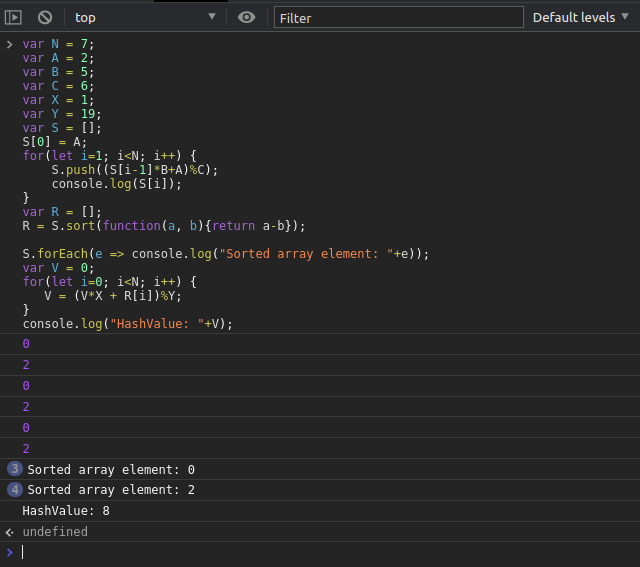 top
Filter
Default levels
var N = 7;
var A = 2;
var B = 5;
var C = 6;
var X = 1;
var Y = 19;
var S = [];
S[0] = A;
for(let i=1; i<N; i++) {
    S.push((S[i-1]*B+A)%C);
    console.log(S[i]);
}
var R = [];
R = S.sort(function(a, b){return a-b});
S.forEach(e => console.log("Sorted array element: "+e));
var V = 0;
for(let i=0; i<N; i++) {
   V = (V*X + R[i])%Y;
}
console.log("HashValue: "+V);
0
2
0
2
0
2
3 Sorted array element: 0
4 Sorted array element: 2
HashValue: 8
undefined